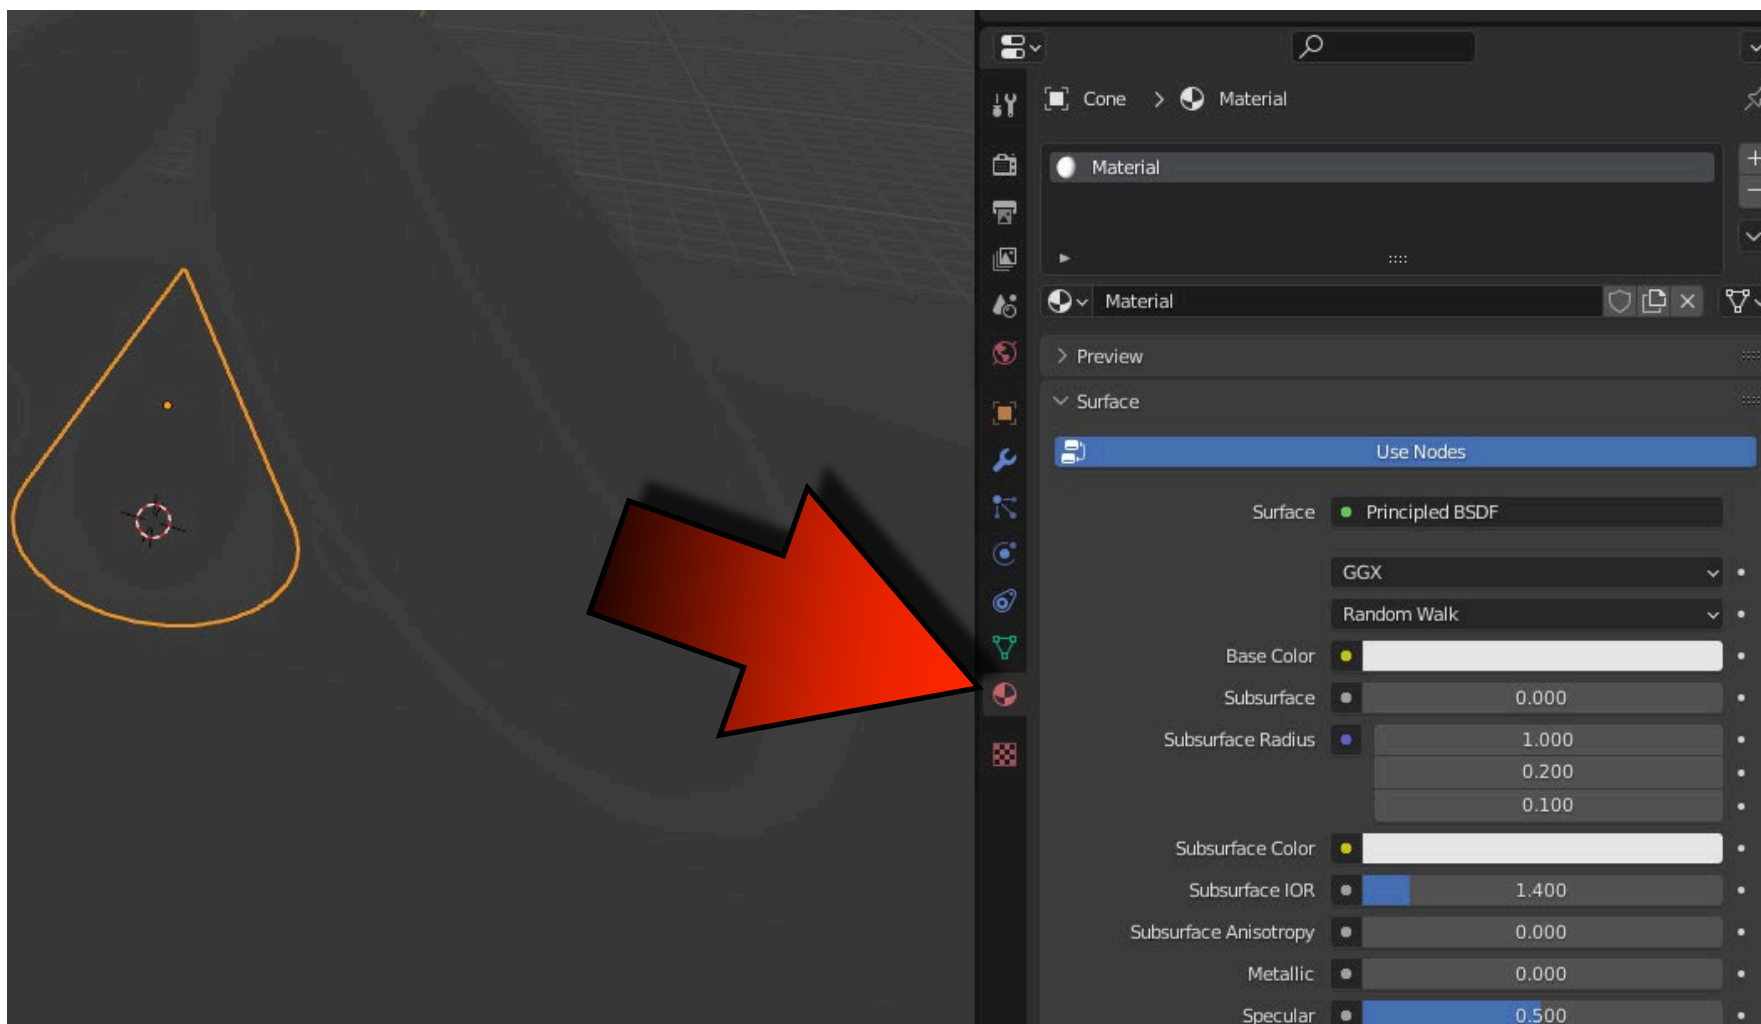 Cone > Material
Material
Material
Preview
Surface
Use Nodes
Surface Principled BSDF
GGX
Random Walk
Base Color
Subsurface 0.000
Subsurface Radius 1.000
0.200
0.100
Subsurface Color
Subsurface IOR 1.400
Subsurface Anisotropy 0.000
Metallic 0.000
Specular 0.500